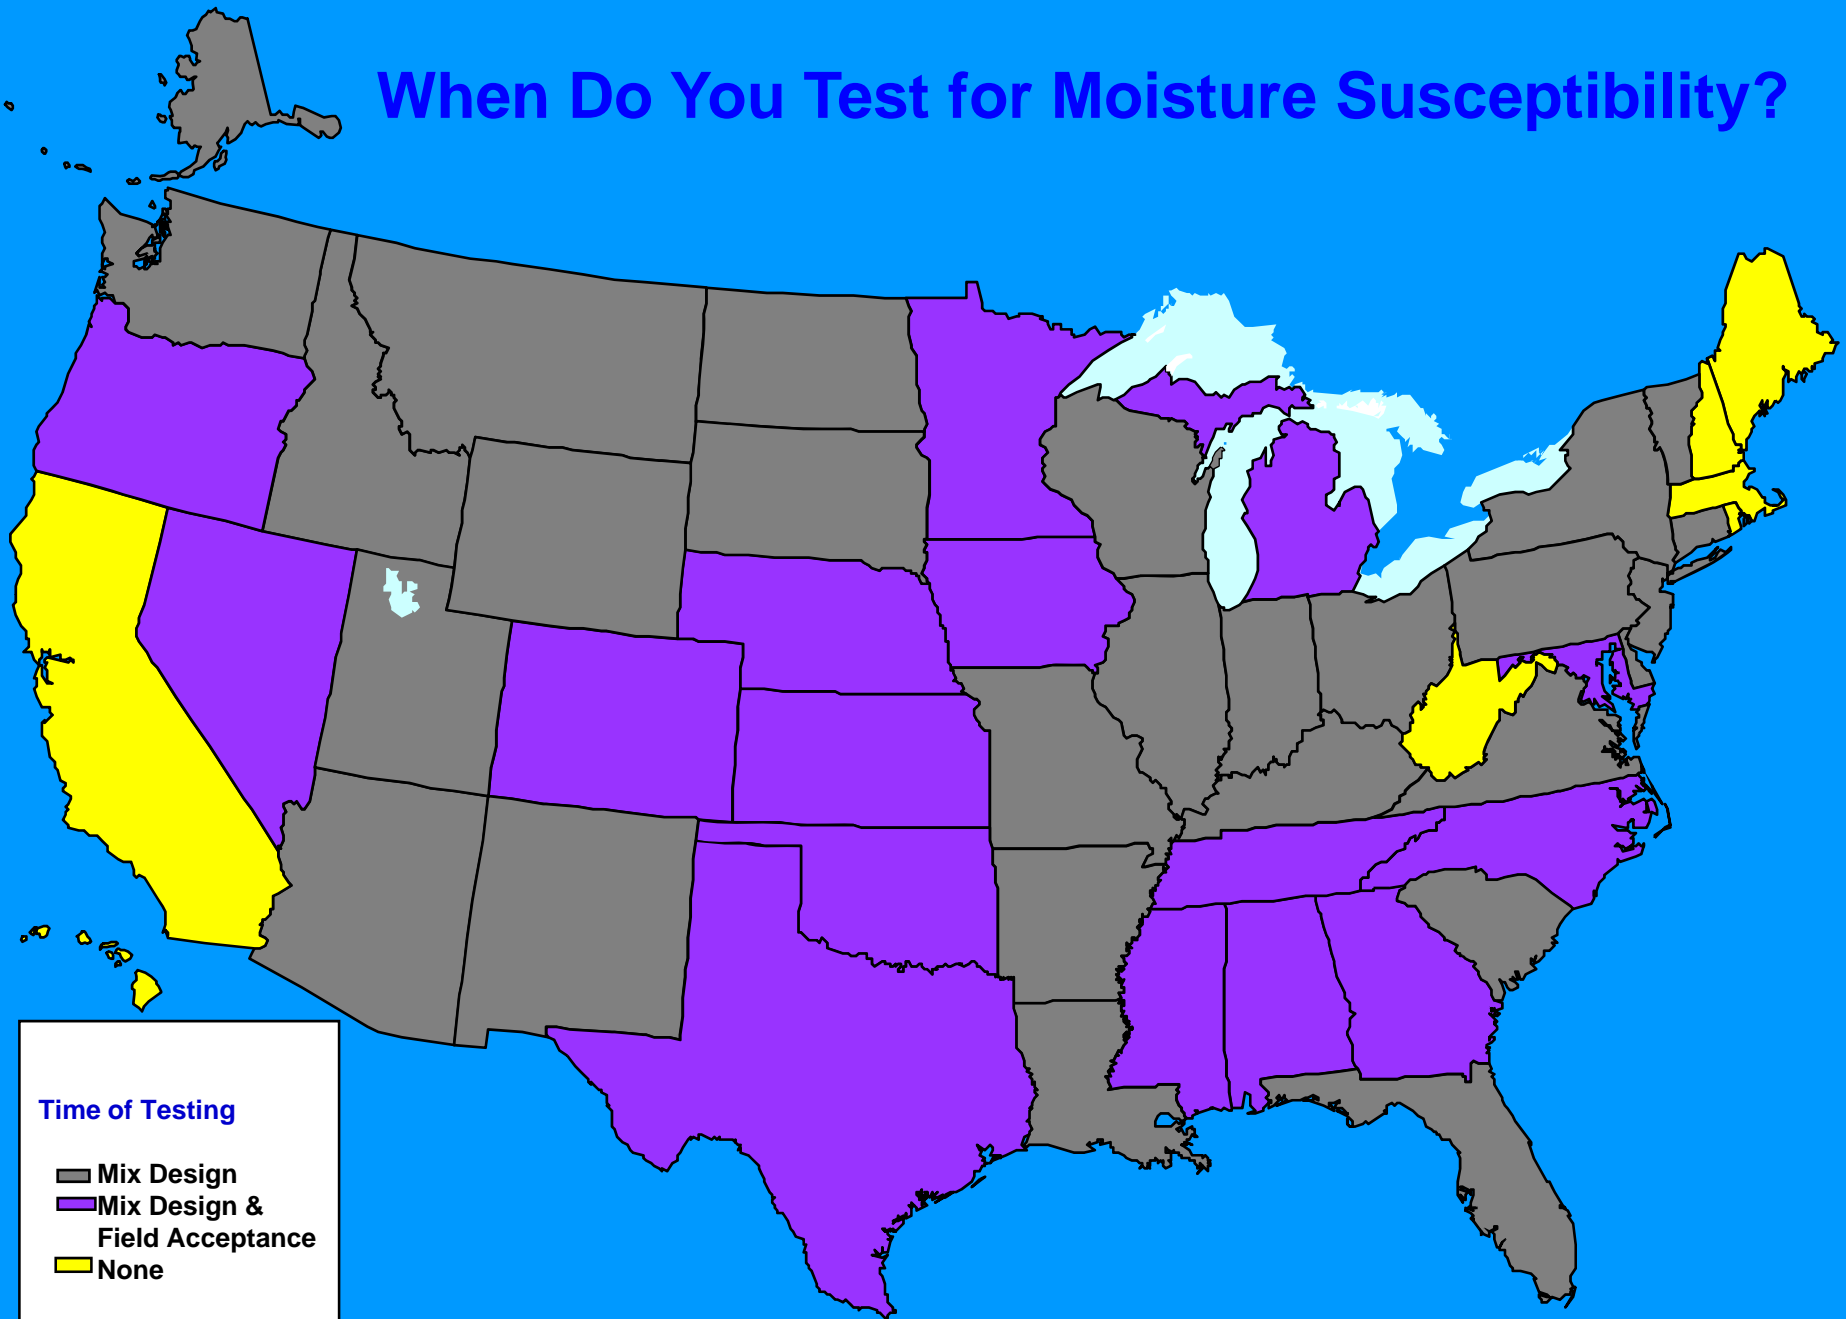 When Do You Test for Moisture Susceptibility?
Time of Testing
Mix Design
Mix Design &
Field Acceptance
None